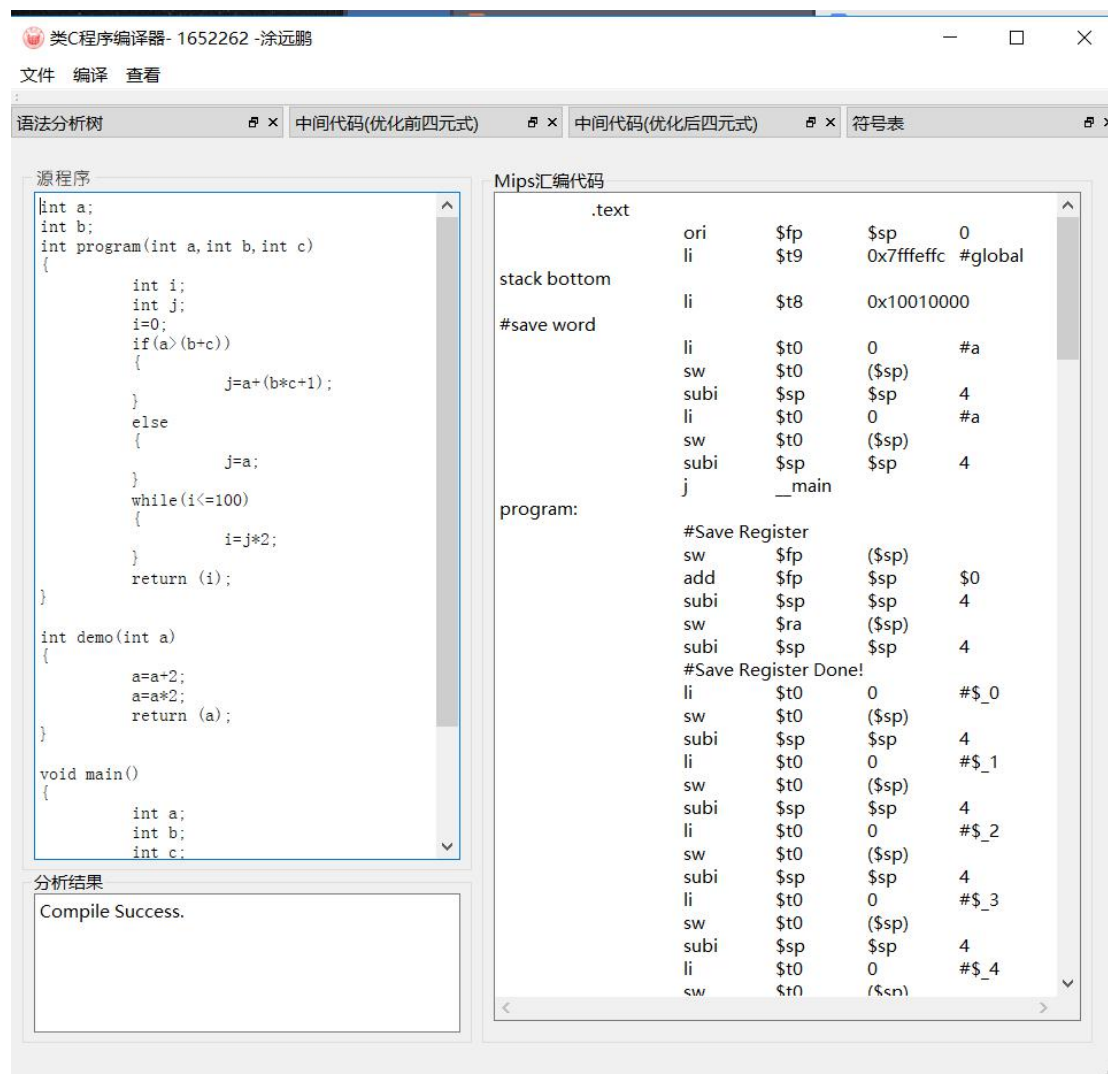 类C程序编译器- 1652262 -涂远鹏
文件 编译 查看
语法分析树 中间代码(优化前四元式) 中间代码(优化后四元式) 符号表
源程序
int a;
int b;
int program(int a,int b,int c)
{
int i;
int j;
i=0;
if(a>(b+c))
{
j=a+(b*c+1);
}
else
{
j=a;
}
while(i<=100)
{
i=j*2;
}
return (i);
}
int demo(int a)
{
a=a+2;
a=a*2;
return (a);
}
void main()
{
int a;
int b;
int c;
分析结果
Compile Success.
Mips汇编代码
.text
ori $fp $sp 0
li $t9 0x7fffeffc #global
stack bottom
li $t8 0x10010000
#save word
li $t0 0 #a
sw $t0 ($sp)
subi $sp $sp 4
li $t0 0 #a
sw $t0 ($sp)
subi $sp $sp 4
j __main
program:
#Save Register
sw $fp ($sp)
add $fp $sp $0
subi $sp $sp 4
sw $ra ($sp)
subi $sp $sp 4
#Save Register Done!
li $t0 0 #$_0
sw $t0 ($sp)
subi $sp $sp 4
li $t0 0 #$_1
sw $t0 ($sp)
subi $sp $sp 4
li $t0 0 #$_2
sw $t0 ($sp)
subi $sp $sp 4
li $t0 0 #$_3
sw $t0 ($sp)
subi $sp $sp 4
li $t0 0 #$_4
sw $t0 ($sp)